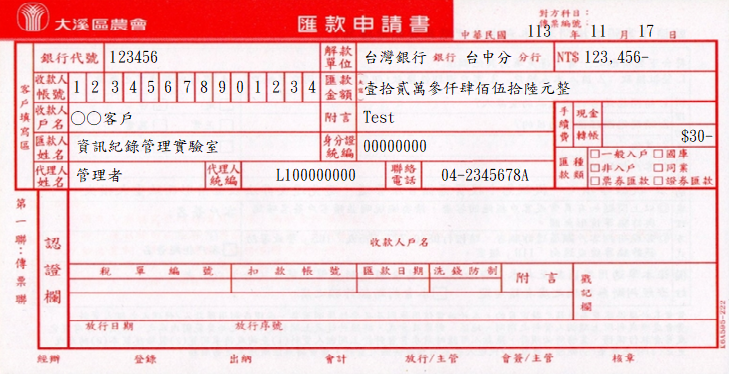 大溪區農會
匯款申請書
對方科目：
傳票編號：
中華民國 113 年 11 月 17 日
客戶填寫區
銀行代號 123456
解款單位 台灣銀行 銀行 台中分 分行
NT$ 123,456-
收款人帳號 1 2 3 4 5 6 7 8 9 0 1 2 3 4
匯款金額 大寫 壹拾貳萬參仟肆佰伍拾陸元整
收款人戶名 ○○客戶
附言 Test
手續費 現金
轉帳 $30-
匯款人姓名 資訊紀錄管理實驗室
身分證統編 00000000
匯款種類 □一般入戶 □國庫
□非入戶 □同業
□票券匯款 □證券匯款
代理人姓名 管理者
代理人統編 L100000000
聯絡電話 04-2345678A
第一聯：傳票聯
認證欄
收款人戶名
稅單編號 扣款帳號 匯款日期 洗錢防制 附言 戳記欄
放行日期 放行序號
經辦 登錄 出納 會計 放行/主管 會簽/主管 核章